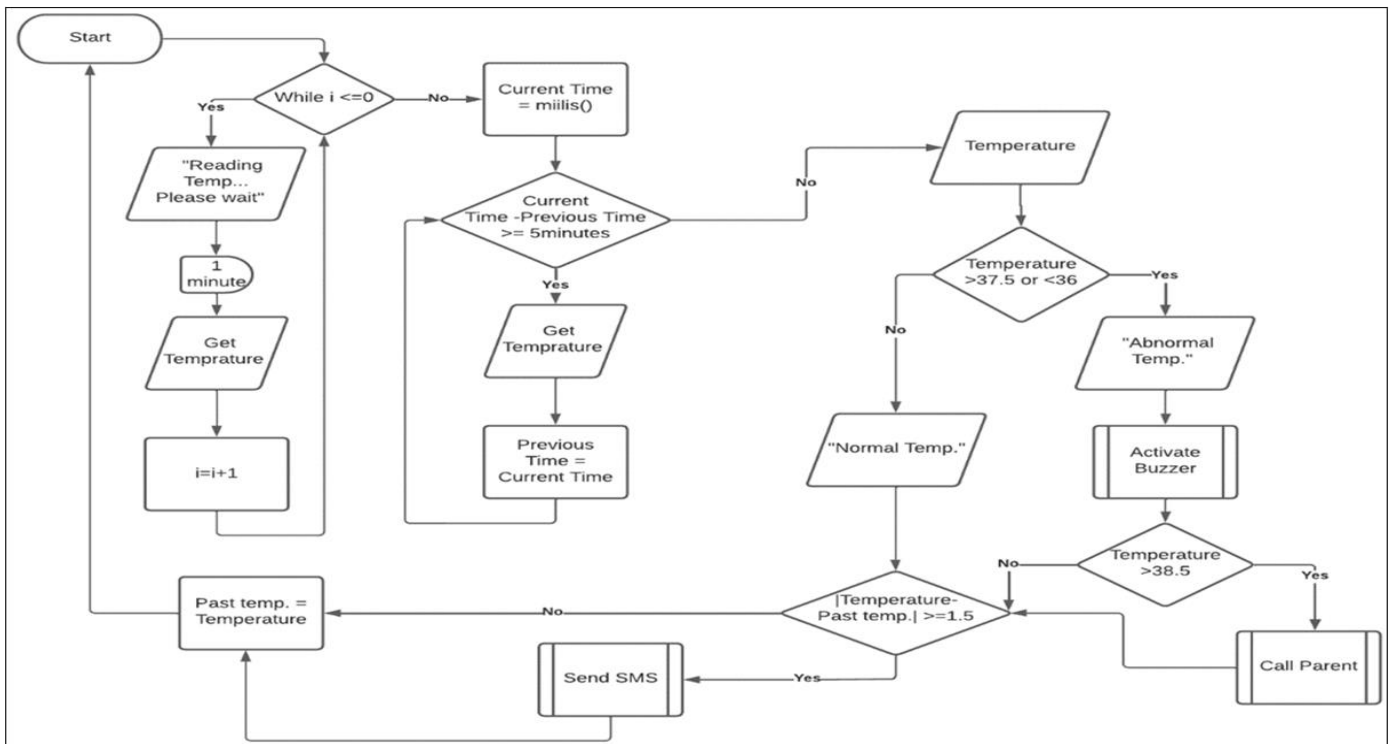 Start
While i <=0
Yes
No
"Reading
Temp...
Please wait"
1
minute
Get
Temprature
i=i+1
Current Time
= miilis()
Current
Time -Previous Time
>= 5minutes
Yes
No
Get
Temprature
Previous
Time =
Current Time
Temperature
Temperature
>37.5 or <36
Yes
No
"Abnormal
Temp."
Activate
Buzzer
Temperature
>38.5
No
Yes
Call Parent
"Normal Temp."
|Temperature-
Past temp.| >=1.5
No
Yes
Send SMS
Past temp. =
Temperature